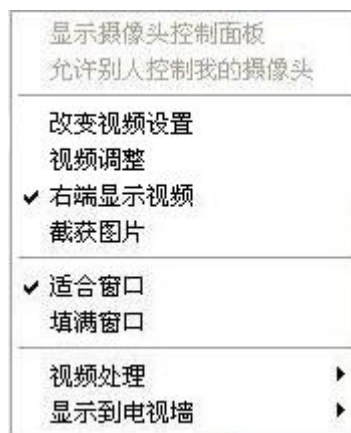 显示摄像头控制面板
允许别人控制我的摄像头
改变视频设置
视频调整
右端显示视频
截获图片
适合窗口
填满窗口
视频处理
显示到电视墙